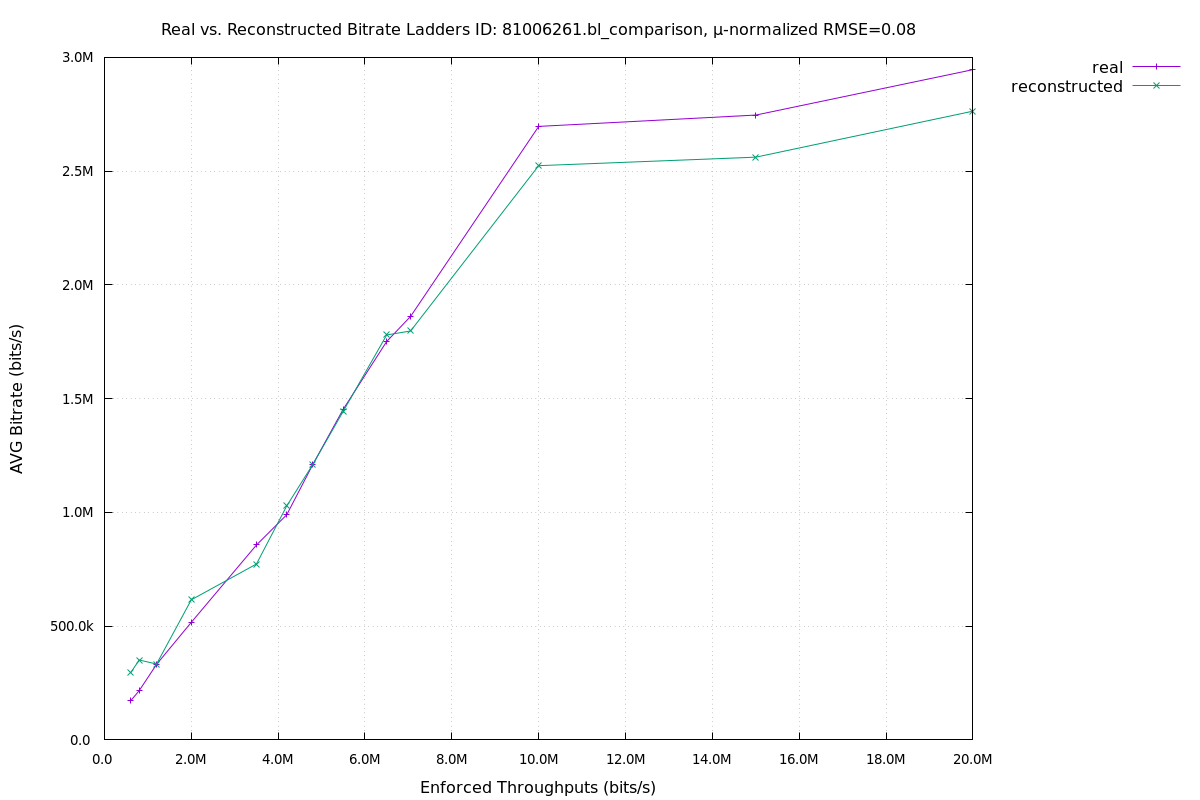 Real vs. Reconstructed Bitrate Ladders ID: 81006261.bl_comparison, μ-normalized RMSE=0.08
real
reconstructed
3.0M
2.5M
2.0M
1.5M
1.0M
500.0k
0.0
AVG Bitrate (bits/s)
0.0 2.0M 4.0M 6.0M 8.0M 10.0M 12.0M 14.0M 16.0M 18.0M 20.0M
Enforced Throughputs (bits/s)